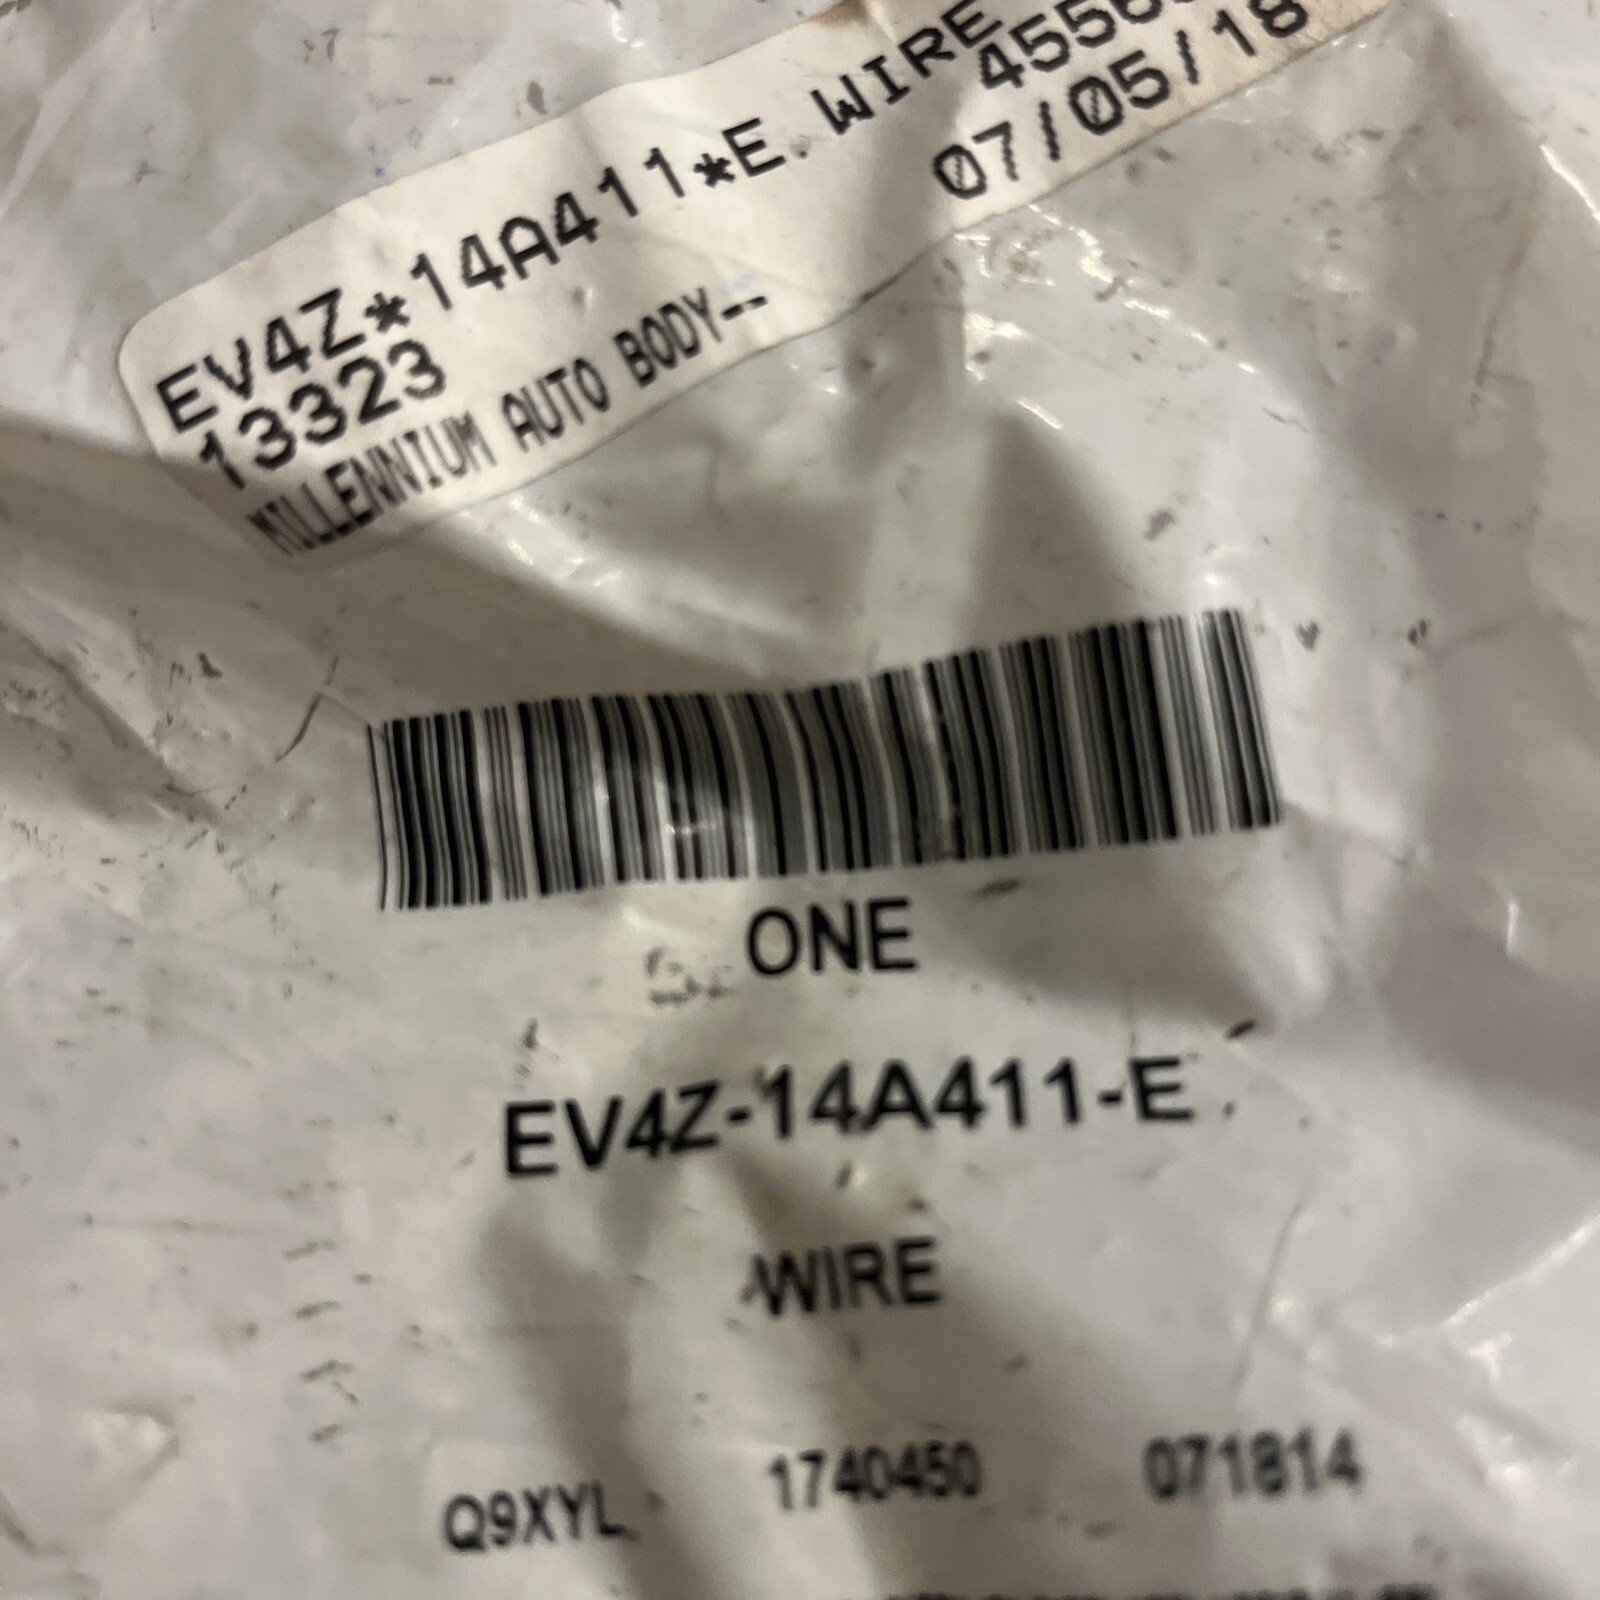 EV4Z*14A411*E. WIRE
13323
07/05/18
MILLENNIUM AUTO BODY--
ONE
EV4Z-14A411-E
WIRE
Q9XYL 1740450 071814